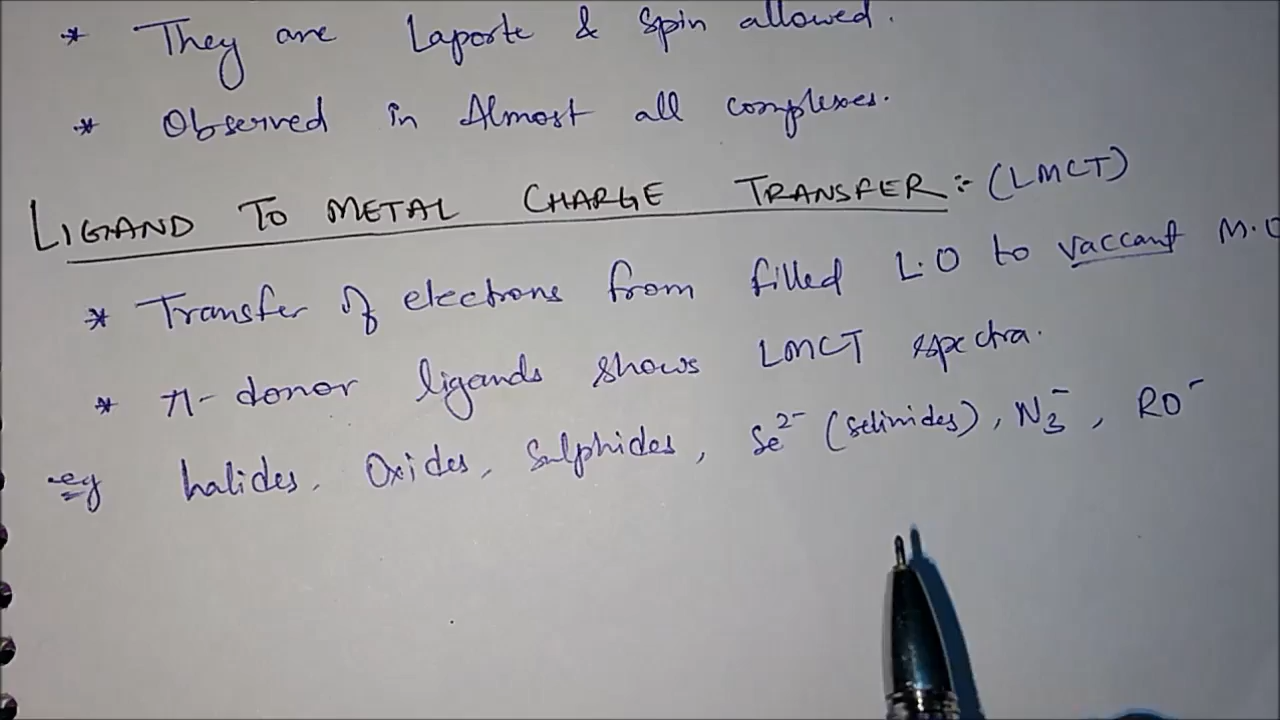 * They are Laporte & Spin allowed.
* Observed in Almost all complexes.
LIGAND TO METAL CHARGE TRANSFER :- (LMCT)
* Transfer of electrons from filled L.O to vaccant M.O
* π-donor ligands shows LMCT spectra.
eg halides, Oxides, Sulphides, Se²⁻ (selinides), N₃⁻, RO⁻